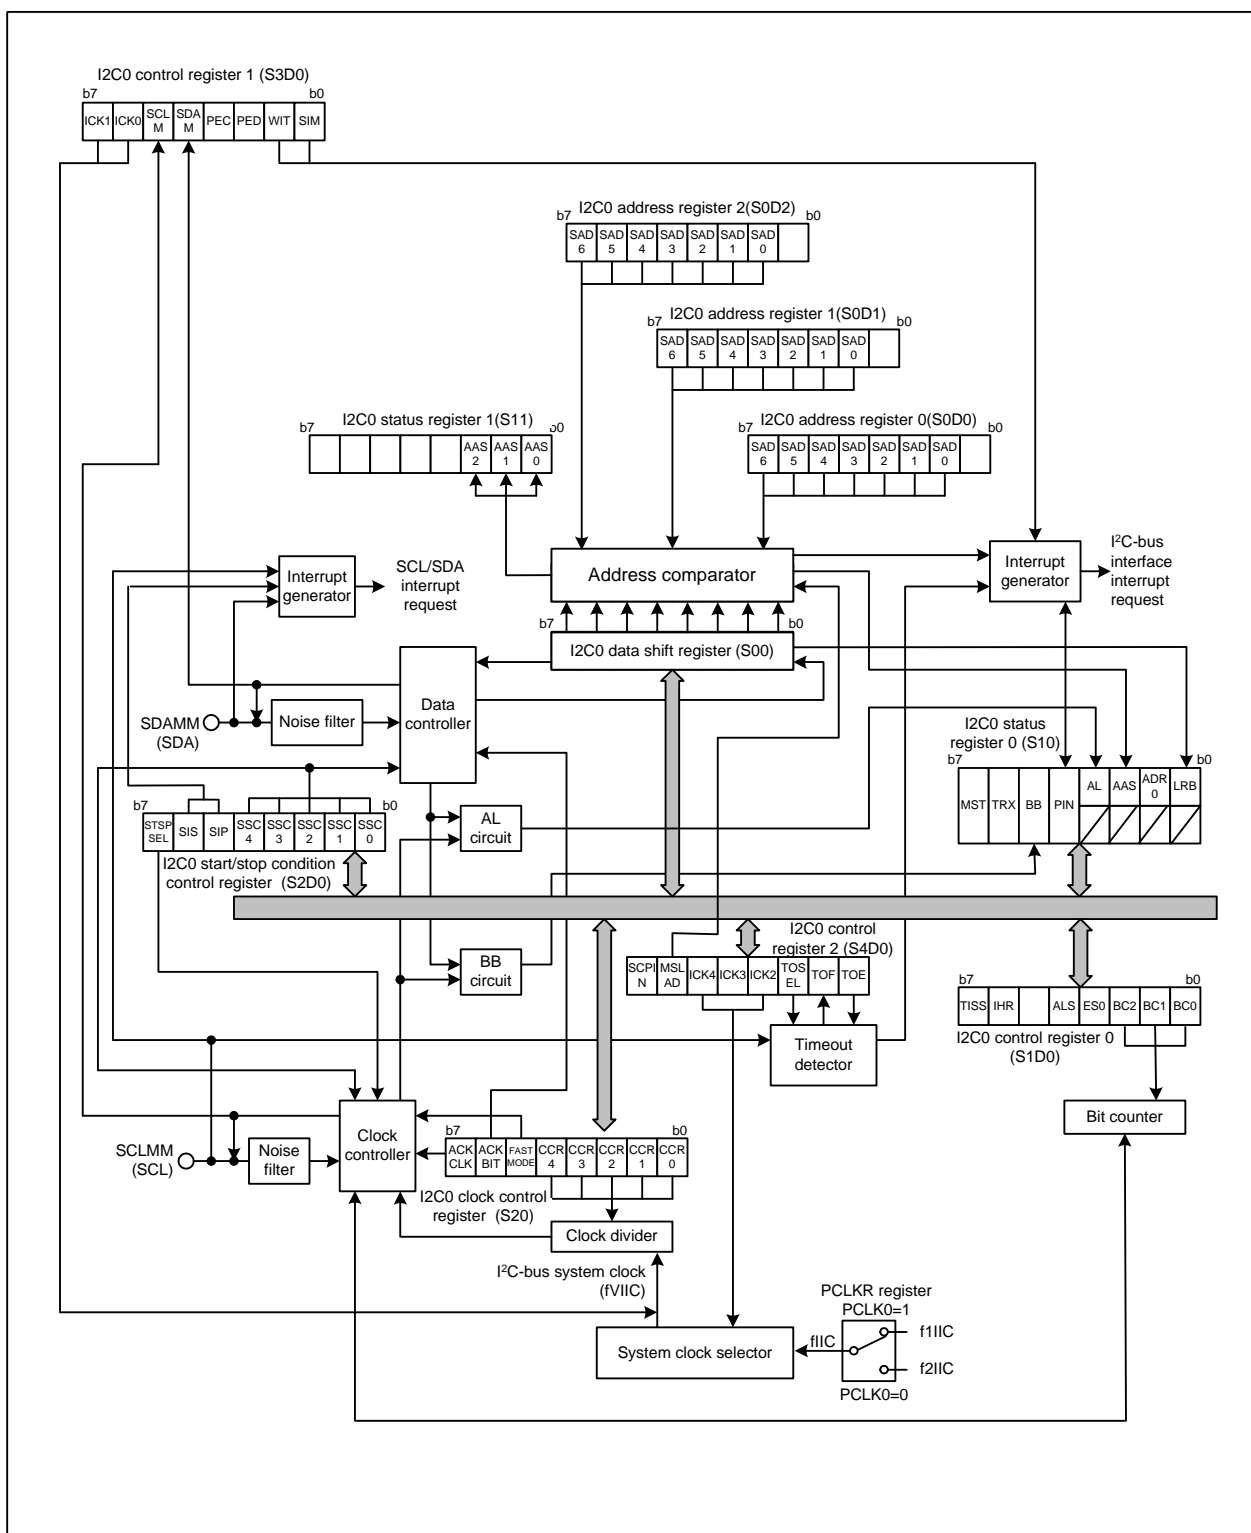 I2C0 control register 1 (S3D0)
b7 b0
ICK1 ICK0 SCL M SDA M PEC PED WIT SIM
I2C0 address register 2(S0D2)
b7 b0
SAD 6 SAD 5 SAD 4 SAD 3 SAD 2 SAD 1 SAD 0
I2C0 address register 1(S0D1)
b7 b0
SAD 6 SAD 5 SAD 4 SAD 3 SAD 2 SAD 1 SAD 0
I2C0 status register 1(S11)
b7 b0
AAS 2 AAS 1 AAS 0
I2C0 address register 0(S0D0)
b7 b0
SAD 6 SAD 5 SAD 4 SAD 3 SAD 2 SAD 1 SAD 0
Interrupt
generator
SCL/SDA
interrupt
request
Address comparator
Interrupt
generator
I²C-bus
interface
interrupt
request
b7 b0
I2C0 data shift register (S00)
Data
controller
SDAMM
(SDA)
Noise filter
I2C0 status
register 0 (S10)
b7 b0
MST TRX BB PIN AL AAS ADR 0 LRB
b7 b0
STSP SEL SIS SIP SSC 4 SSC 3 SSC 2 SSC 1 SSC 0
I2C0 start/stop condition
control register (S2D0)
AL
circuit
BB
circuit
I2C0 control
register 2 (S4D0)
SCPI N MSL AD ICK4 ICK3 ICK2 TOS EL TOF TOE
Timeout
detector
b7 b0
TISS IHR ALS ES0 BC2 BC1 BC0
I2C0 control register 0
(S1D0)
Bit counter
SCLMM
(SCL)
Noise
filter
Clock
controller
b7 b0
ACK CLK ACK BIT FAST MODE CCR 4 CCR 3 CCR 2 CCR 1 CCR 0
I2C0 clock control
register (S20)
Clock divider
I²C-bus system clock
(fVIIC)
System clock selector
fIIC
PCLKR register
PCLK0=1
f1IIC
f2IIC
PCLK0=0